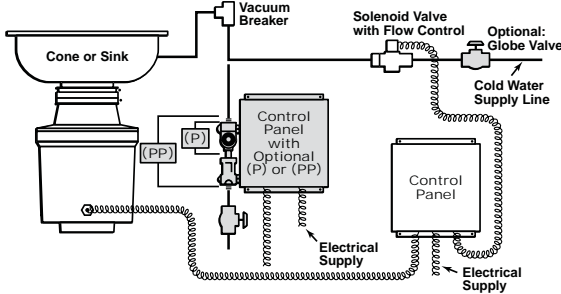 Vacuum
Breaker
Solenoid Valve
with Flow Control
Optional:
Globe Valve
Cone or Sink
Cold Water
Supply Line
(P)
(PP)
Control
Panel
with
Optional
(P) or (PP)
Control
Panel
Electrical
Supply
Electrical
Supply